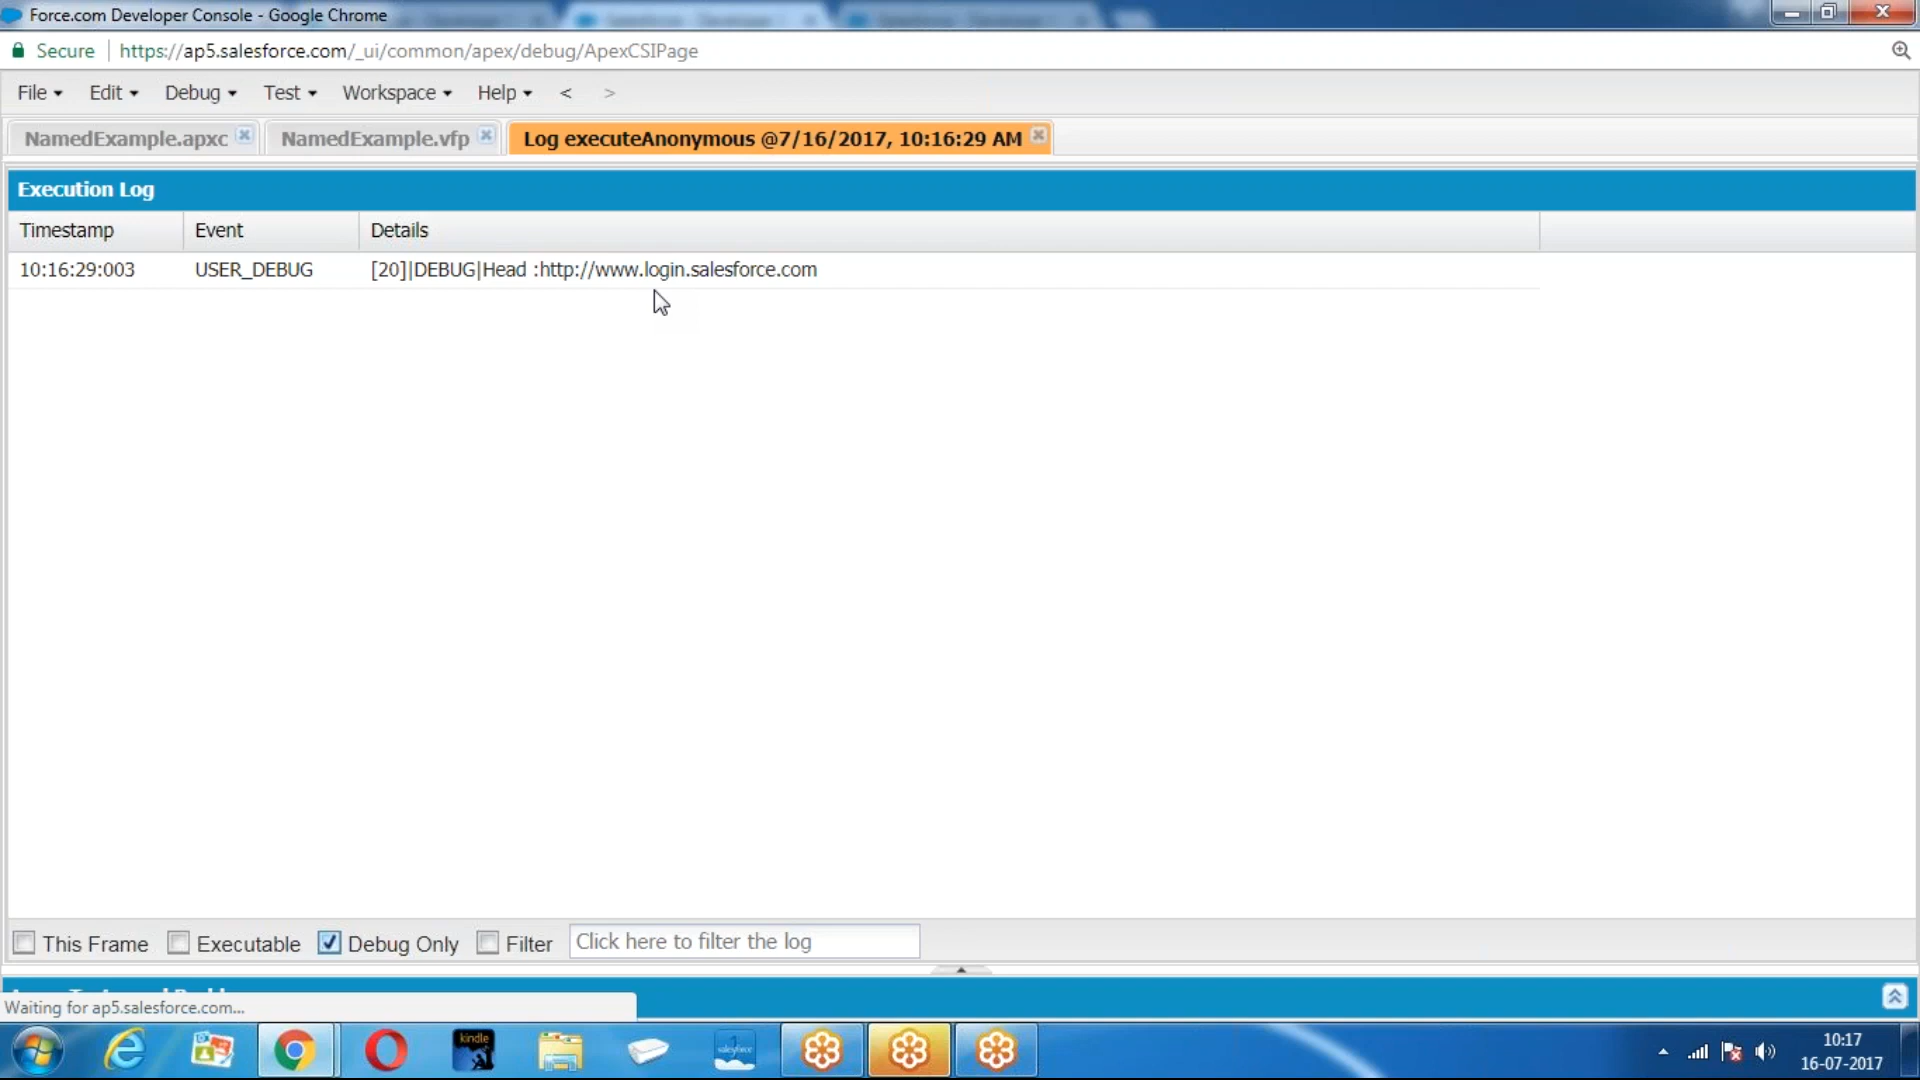 Force.com Developer Console - Google Chrome
Secure https://ap5.salesforce.com/_ui/common/apex/debug/ApexCSIPage
File Edit Debug Test Workspace Help < >
NamedExample.apxc NamedExample.vfp Log executeAnonymous @7/16/2017, 10:16:29 AM
Execution Log
Timestamp Event Details
10:16:29:003 USER_DEBUG [20]|DEBUG|Head :http://www.login.salesforce.com
This Frame Executable Debug Only Filter Click here to filter the log
Waiting for ap5.salesforce.com...
kindle
salesforce
10:17
16-07-2017